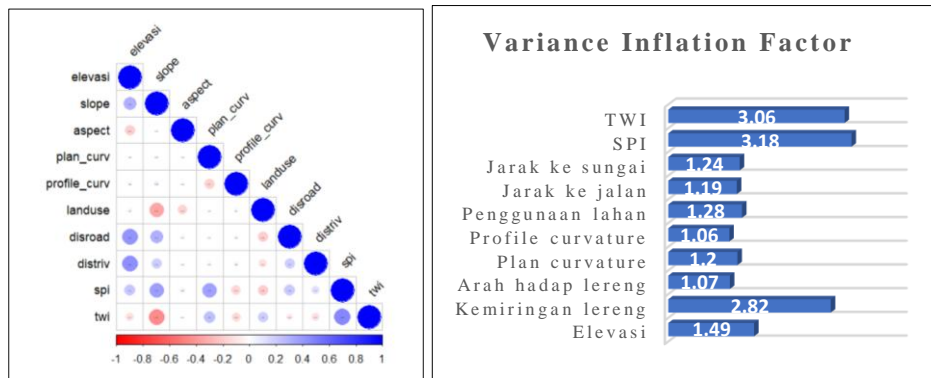 elevasi
slope
aspect
plan_curv
profile_curv
landuse
disroad
distriv
spi
twi
elevasi
slope
aspect
plan_curv
profile_curv
landuse
disroad
distriv
spi
twi
-1 -0.8 -0.6 -0.4 -0.2 0 0.2 0.4 0.6 0.8 1
Variance Inflation Factor
TWI 3.06
SPI 3.18
Jarak ke sungai 1.24
Jarak ke jalan 1.19
Penggunaan lahan 1.28
Profile curvature 1.06
Plan curvature 1.2
Arah hadap lereng 1.07
Kemiringan lereng 2.82
Elevasi 1.49